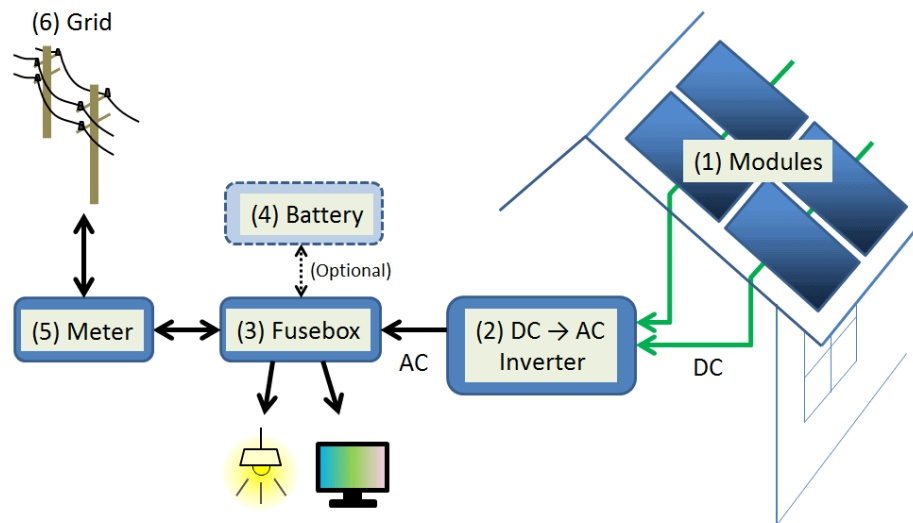 (6) Grid
(1) Modules
(4) Battery
(Optional)
(5) Meter
(3) Fusebox
(2) DC → AC
Inverter
AC
DC